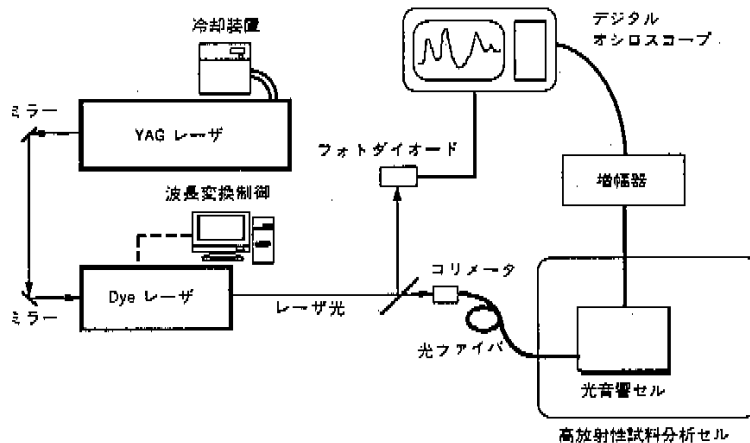 冷却装置
デジタル
オシロスコープ
ミラー
YAG レーザ
フォトダイオード
増幅器
波長変換制御
コリメータ
Dye レーザ
ミラー
レーザ光
光ファイバ
光音響セル
高放射性試料分析セル